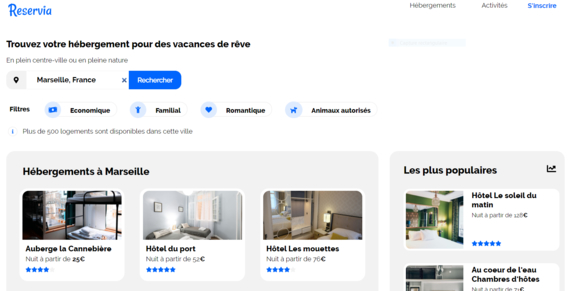 Reservia
Hébergements
Activités
S'inscrire
Trouvez votre hébergement pour des vacances de rêve
En plein centre-ville ou en pleine nature
Marseille, France
Rechercher
Filtres
Economique
Familial
Romantique
Animaux autorisés
Plus de 500 logements sont disponibles dans cette ville
Hébergements à Marseille
Auberge la Cannebière
Nuit à partir de 25€
Hôtel du port
Nuit à partir de 52€
Hôtel Les mouettes
Nuit à partir de 76€
Les plus populaires
Hôtel Le soleil du
matin
Nuit à partir de 128€
Au coeur de l'eau
Chambres d'hôtes
Nuit à partir de 71€